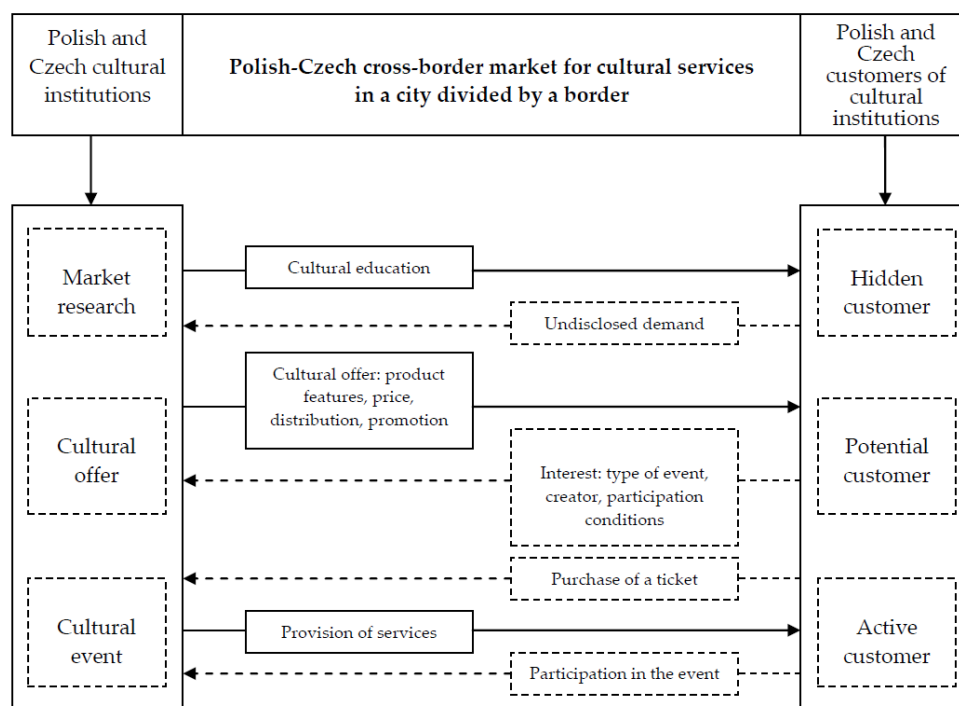 Polish and
Czech cultural
institutions
Polish-Czech cross-border market for cultural services
in a city divided by a border
Polish and
Czech
customers of
cultural
institutions
Market
research
Cultural education
Hidden
customer
Undisclosed demand
Cultural offer: product
features, price,
distribution, promotion
Cultural
offer
Potential
customer
Interest: type of event,
creator, participation
conditions
Purchase of a ticket
Cultural
event
Provision of services
Active
customer
Participation in the event